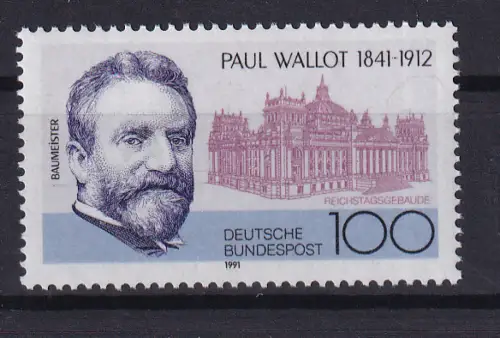 PAUL WALLOT 1841-1912
BAUMEISTER
REICHSTAGSGEBÄUDE
DEUTSCHE
BUNDESPOST
100
1991